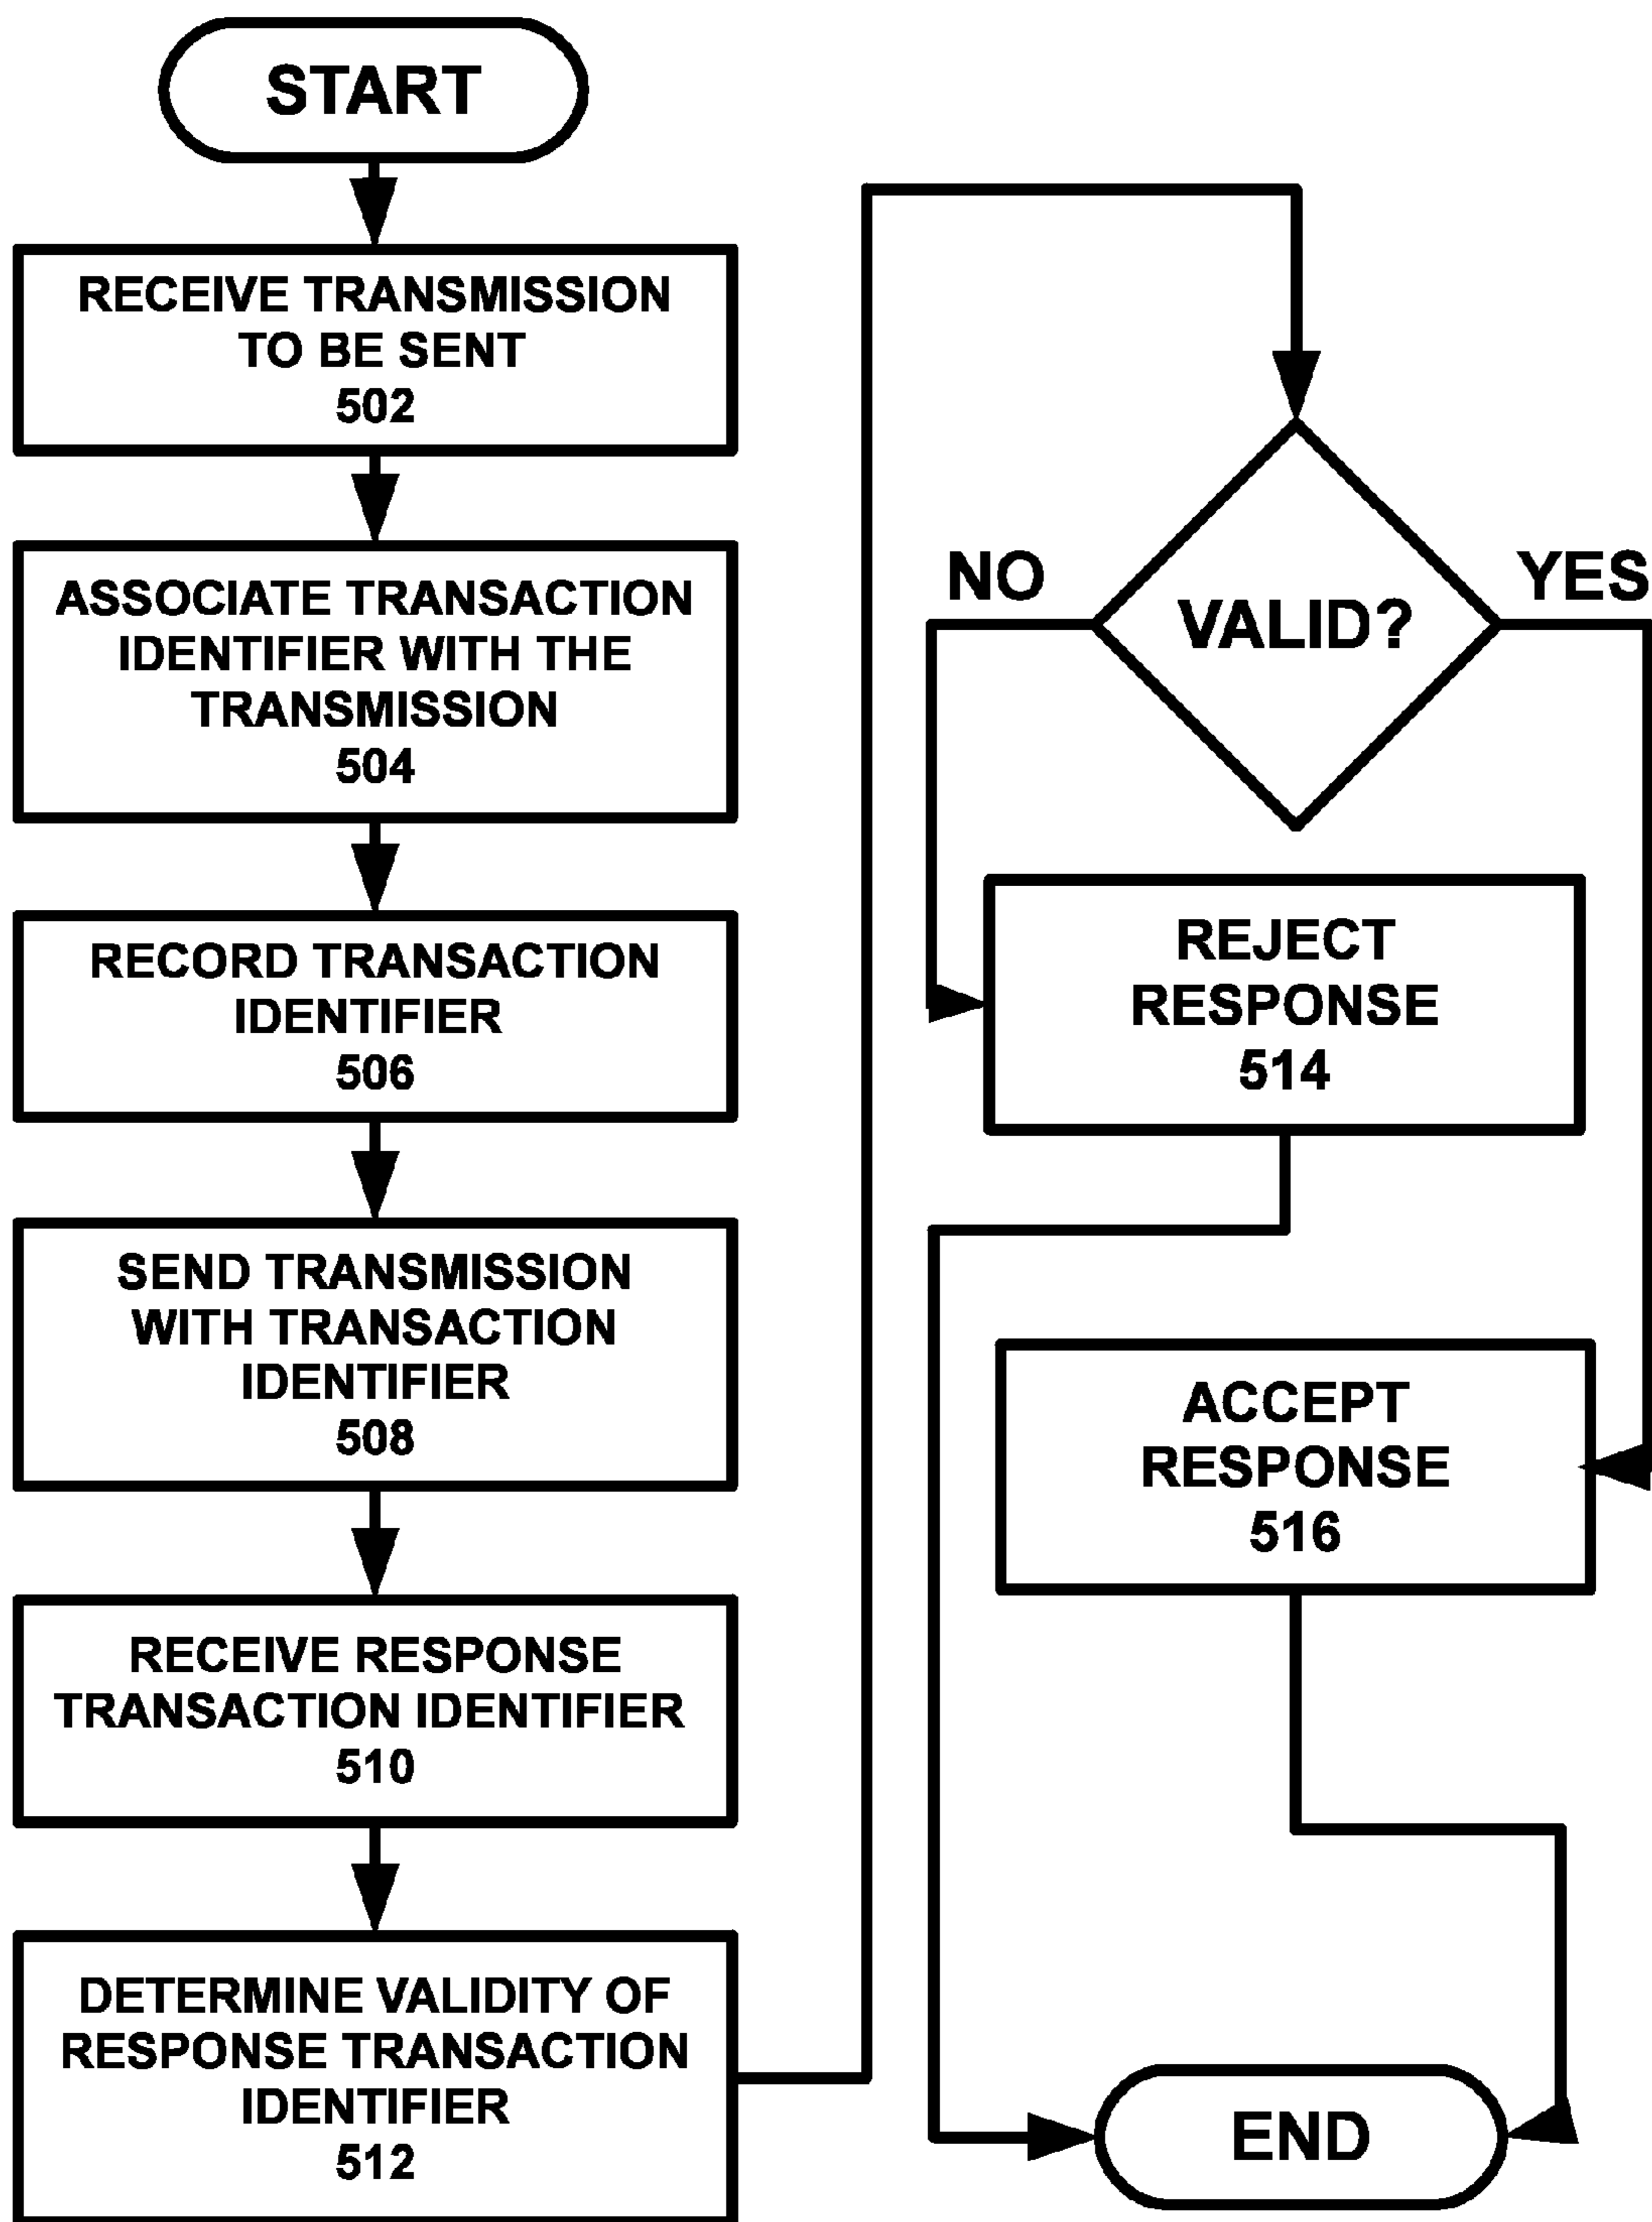 START
RECEIVE TRANSMISSION
TO BE SENT
502
ASSOCIATE TRANSACTION
IDENTIFIER WITH THE
TRANSMISSION
504
RECORD TRANSACTION
IDENTIFIER
506
SEND TRANSMISSION
WITH TRANSACTION
IDENTIFIER
508
RECEIVE RESPONSE
TRANSACTION IDENTIFIER
510
DETERMINE VALIDITY OF
RESPONSE TRANSACTION
IDENTIFIER
512
VALID?
NO
YES
REJECT
RESPONSE
514
ACCEPT
RESPONSE
516
END